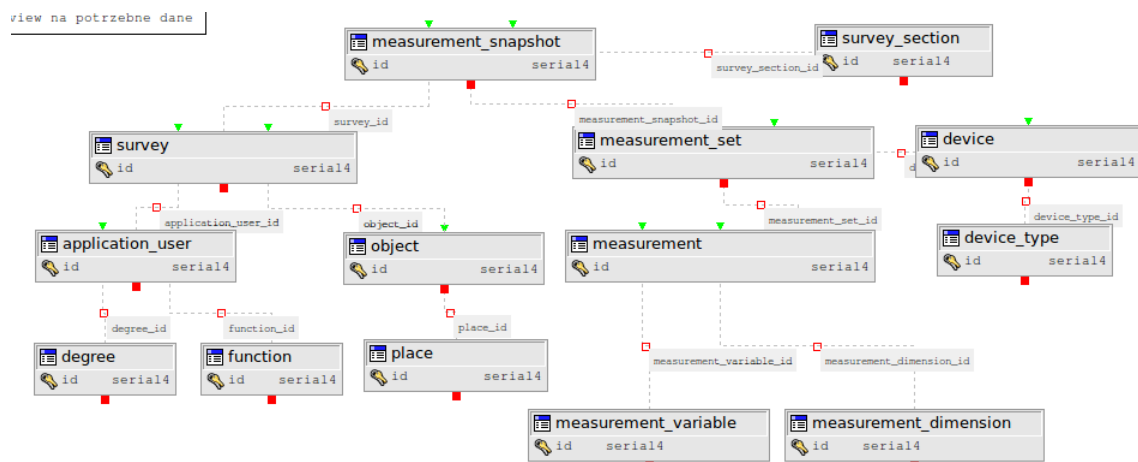 view na potrzebne dane
measurement_snapshot
id serial4
survey_section
id serial4
survey_section_id
survey_id
measurement_snapshot_id
survey
id serial4
measurement_set
id serial4
device
id serial4
application_user_id
object_id
measurement_set_id
device_type_id
application_user
id serial4
object
id serial4
measurement
id serial4
device_type
id serial4
degree_id
function_id
place_id
degree
id serial4
function
id serial4
place
id serial4
measurement_variable_id
measurement_dimension_id
measurement_variable
id serial4
measurement_dimension
id serial4